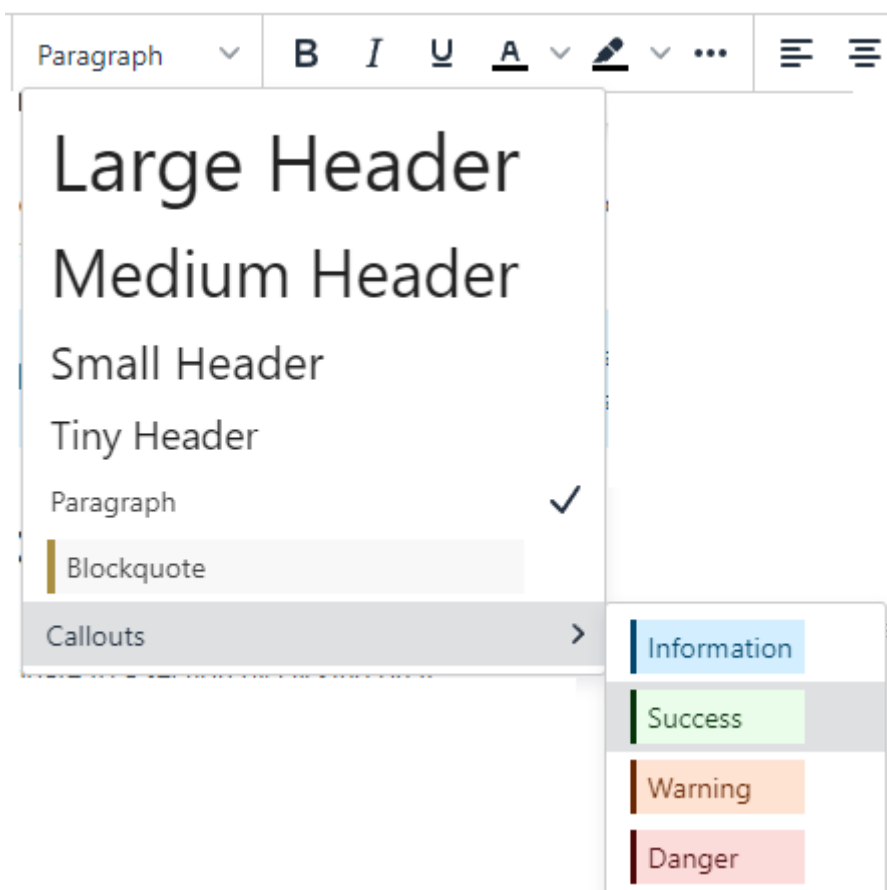 Paragraph
B I U A
Large Header
Medium Header
Small Header
Tiny Header
Paragraph
Blockquote
Callouts
Information
Success
Warning
Danger